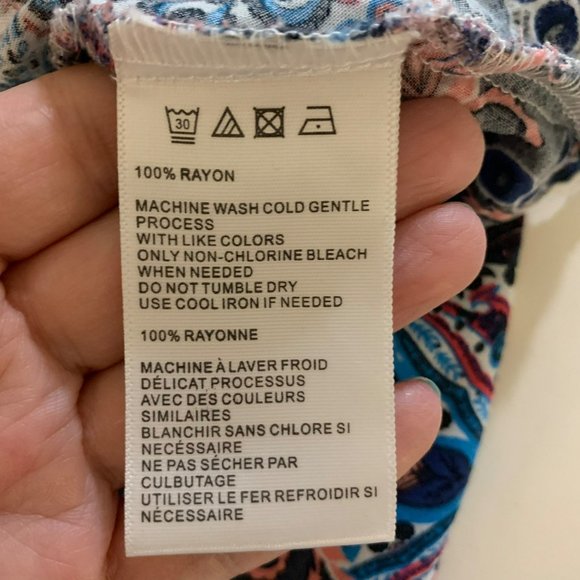 30
100% RAYON
MACHINE WASH COLD GENTLE
PROCESS
WITH LIKE COLORS
ONLY NON-CHLORINE BLEACH
WHEN NEEDED
DO NOT TUMBLE DRY
USE COOL IRON IF NEEDED
100% RAYONNE
MACHINE À LAVER FROID
DÉLICAT PROCESSUS
AVEC DES COULEURS
SIMILAIRES
BLANCHIR SANS CHLORE SI
NECÉSSAIRE
NE PAS SÉCHER PAR
CULBUTAGE
UTILISER LE FER REFROIDIR SI
NÉCESSAIRE